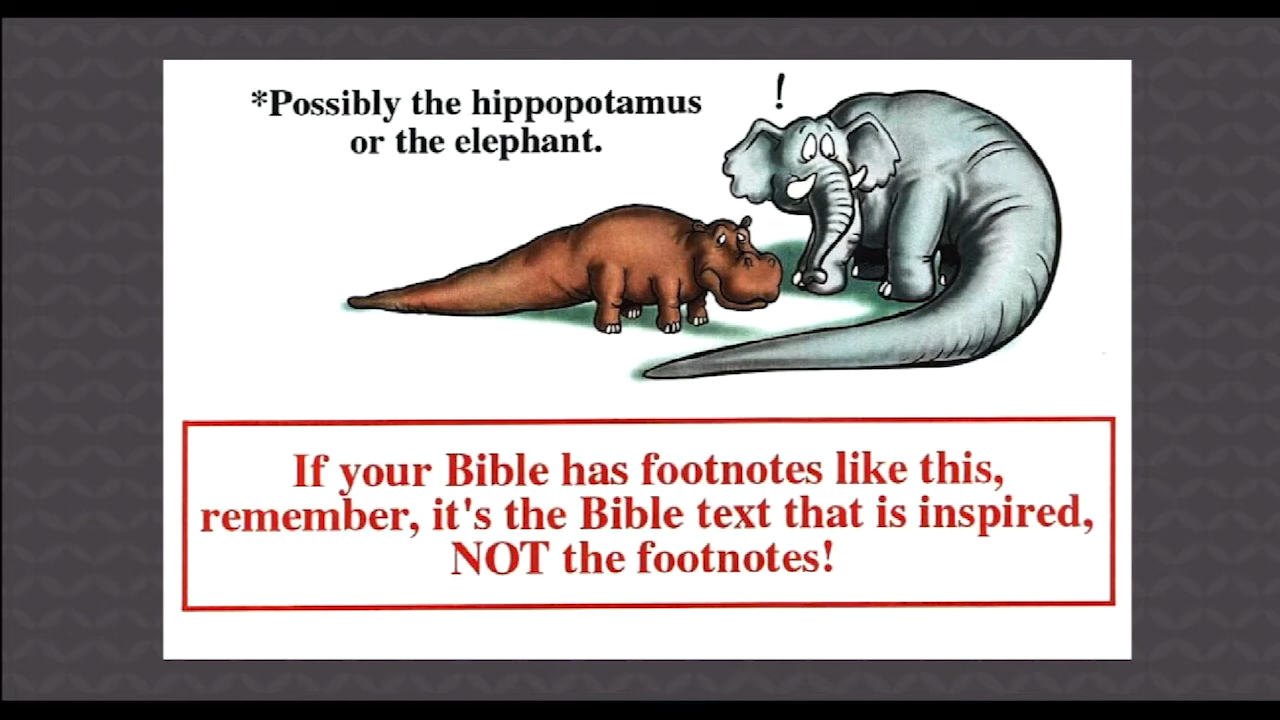 *Possibly the hippopotamus
or the elephant.
!
If your Bible has footnotes like this,
remember, it's the Bible text that is inspired,
NOT the footnotes!